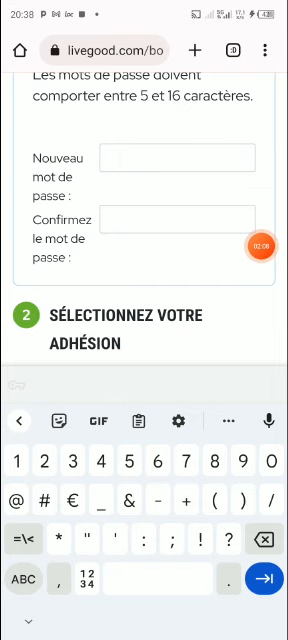 20:38
livegood.com/bo
:D
Les mots de passe doivent
comporter entre 5 et 16 caractères.
Nouveau
mot de
passe :
Confirmez
le mot de
passe :
02:08
2 SÉLECTIONNEZ VOTRE
ADHÉSION
GIF
1 2 3 4 5 6 7 8 9 0
@ # € _ & - + ( ) /
=\< * " ' : ; ! ?
ABC , 12 34 .